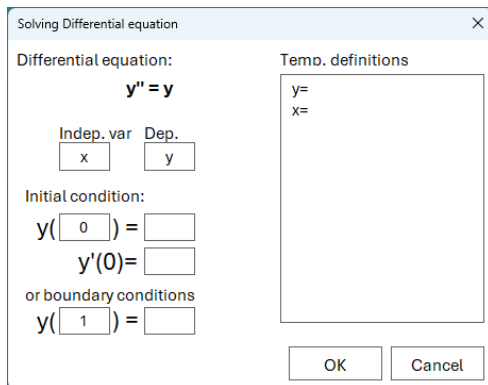 Solving Differential equation
Differential equation:
y" = y
Indep. var Dep.
x y
Initial condition:
y( 0 ) =
y'(0)=
or boundary conditions
y( 1 ) =
Temp. definitions
y=
x=
OK Cancel